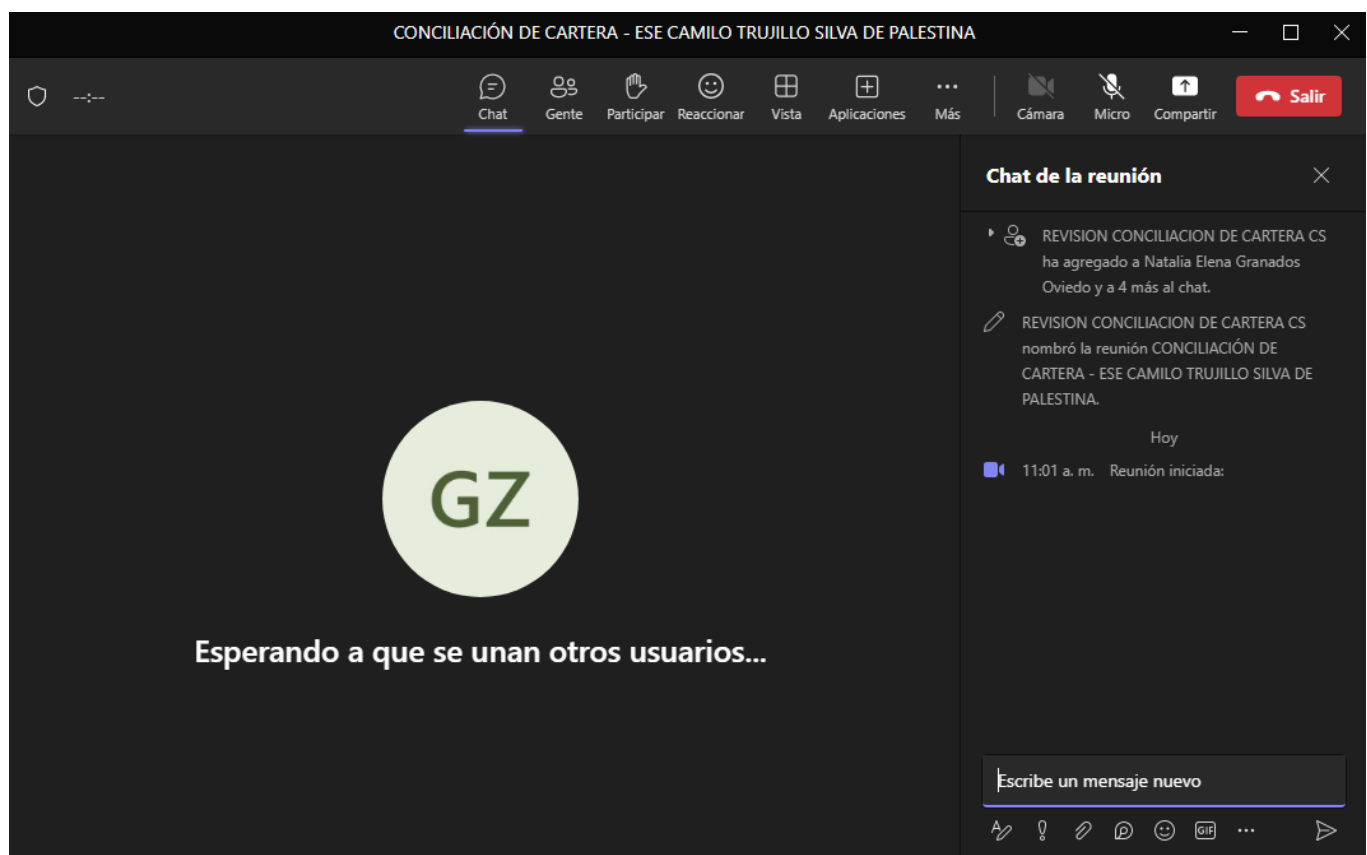 CONCILIACIÓN DE CARTERA - ESE CAMILO TRUJILLO SILVA DE PALESTINA
--:--
Chat
Gente
Participar
Reaccionar
Vista
Aplicaciones
Más
Cámara
Micro
Compartir
Salir
Chat de la reunión
REVISION CONCILIACION DE CARTERA CS
ha agregado a Natalia Elena Granados
Oviedo y a 4 más al chat.
REVISION CONCILIACION DE CARTERA CS
nombró la reunión CONCILIACIÓN DE
CARTERA - ESE CAMILO TRUJILLO SILVA DE
PALESTINA.
Hoy
11:01 a. m. Reunión iniciada:
GZ
Esperando a que se unan otros usuarios...
Escribe un mensaje nuevo
GIF